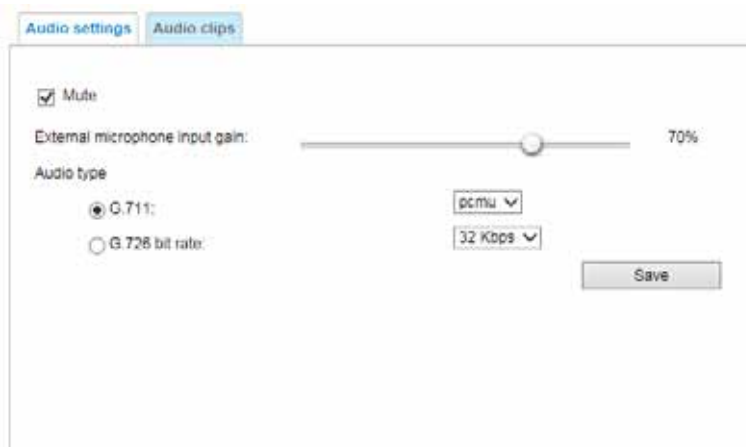 Audio settings Audio clips
Mute
External microphone input gain: 70%
Audio type
G.711: pcmu
G.726 bit rate: 32 Kbps
Save